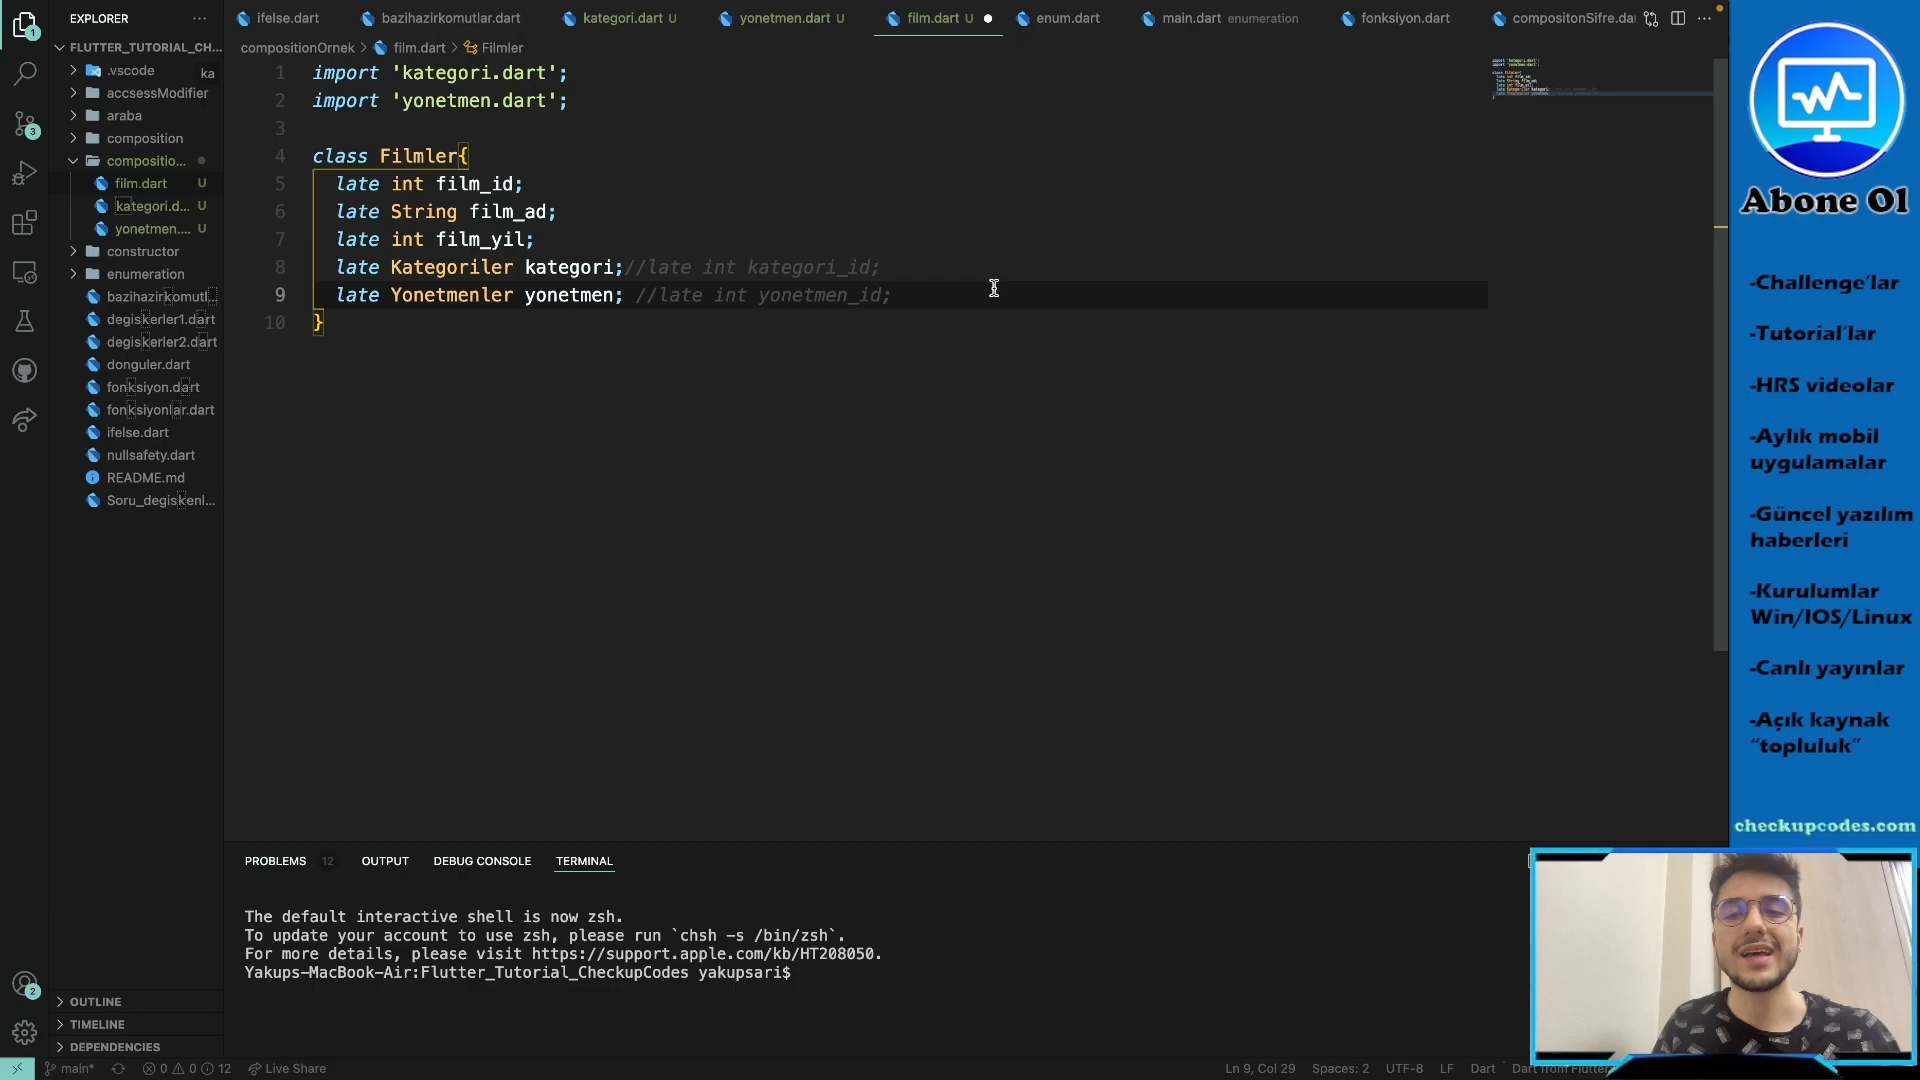 EXPLORER
FLUTTER_TUTORIAL_CH...
.vscode
ka
accsessModifier
araba
composition
compositio...
film.dart U
kategori.d... U
yonetmen.... U
constructor
enumeration
bazihazirkomutl...
degiskerler1.dart
degiskerler2.dart
donguler.dart
fonksiyon.dart
fonksiyonlar.dart
ifelse.dart
nullsafety.dart
README.md
Soru_degiskenl...
OUTLINE
TIMELINE
DEPENDENCIES
1
3
2
ifelse.dart
bazihazirkomutlar.dart
kategori.dart U
yonetmen.dart U
film.dart U
enum.dart
main.dart enumeration
fonksiyon.dart
compositonSifre.da
compositionOrnek > film.dart > Filmler
1 import 'kategori.dart';
2 import 'yonetmen.dart';
3
4 class Filmler{
5 late int film_id;
6 late String film_ad;
7 late int film_yil;
8 late Kategoriler kategori;//late int kategori_id;
9 late Yonetmenler yonetmen; //late int yonetmen_id;
10 }
PROBLEMS 12 OUTPUT DEBUG CONSOLE TERMINAL
The default interactive shell is now zsh.
To update your account to use zsh, please run `chsh -s /bin/zsh`.
For more details, please visit https://support.apple.com/kb/HT208050.
Yakups-MacBook-Air:Flutter_Tutorial_CheckupCodes yakupsari$
main* 0 0 12 Live Share
Ln 9, Col 29 Spaces: 2 UTF-8 LF Dart Dart from Flutter
Abone Ol
-Challenge'lar
-Tutorial'lar
-HRS videolar
-Aylık mobil
uygulamalar
-Güncel yazılım
haberleri
-Kurulumlar
Win/IOS/Linux
-Canlı yayınlar
-Açık kaynak
“topluluk”
checkupcodes.com